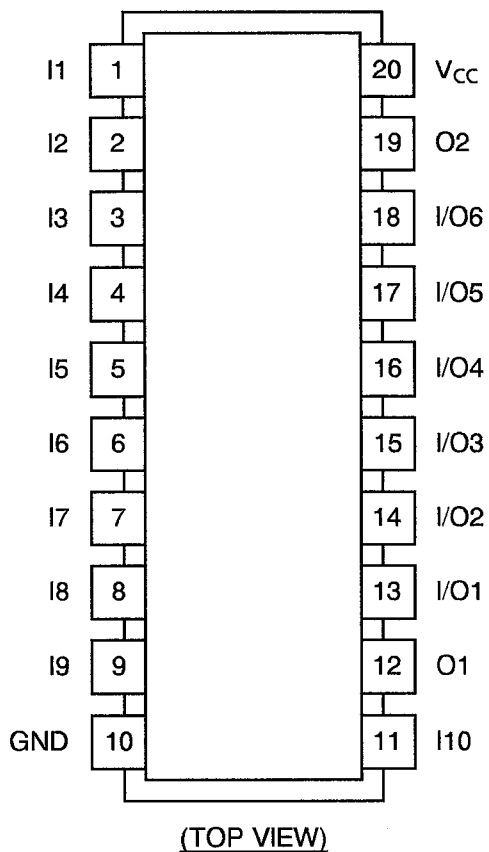 I1 1 20 VCC
I2 2 19 O2
I3 3 18 I/O6
I4 4 17 I/O5
I5 5 16 I/O4
I6 6 15 I/O3
I7 7 14 I/O2
I8 8 13 I/O1
I9 9 12 O1
GND 10 11 I10
(TOP VIEW)